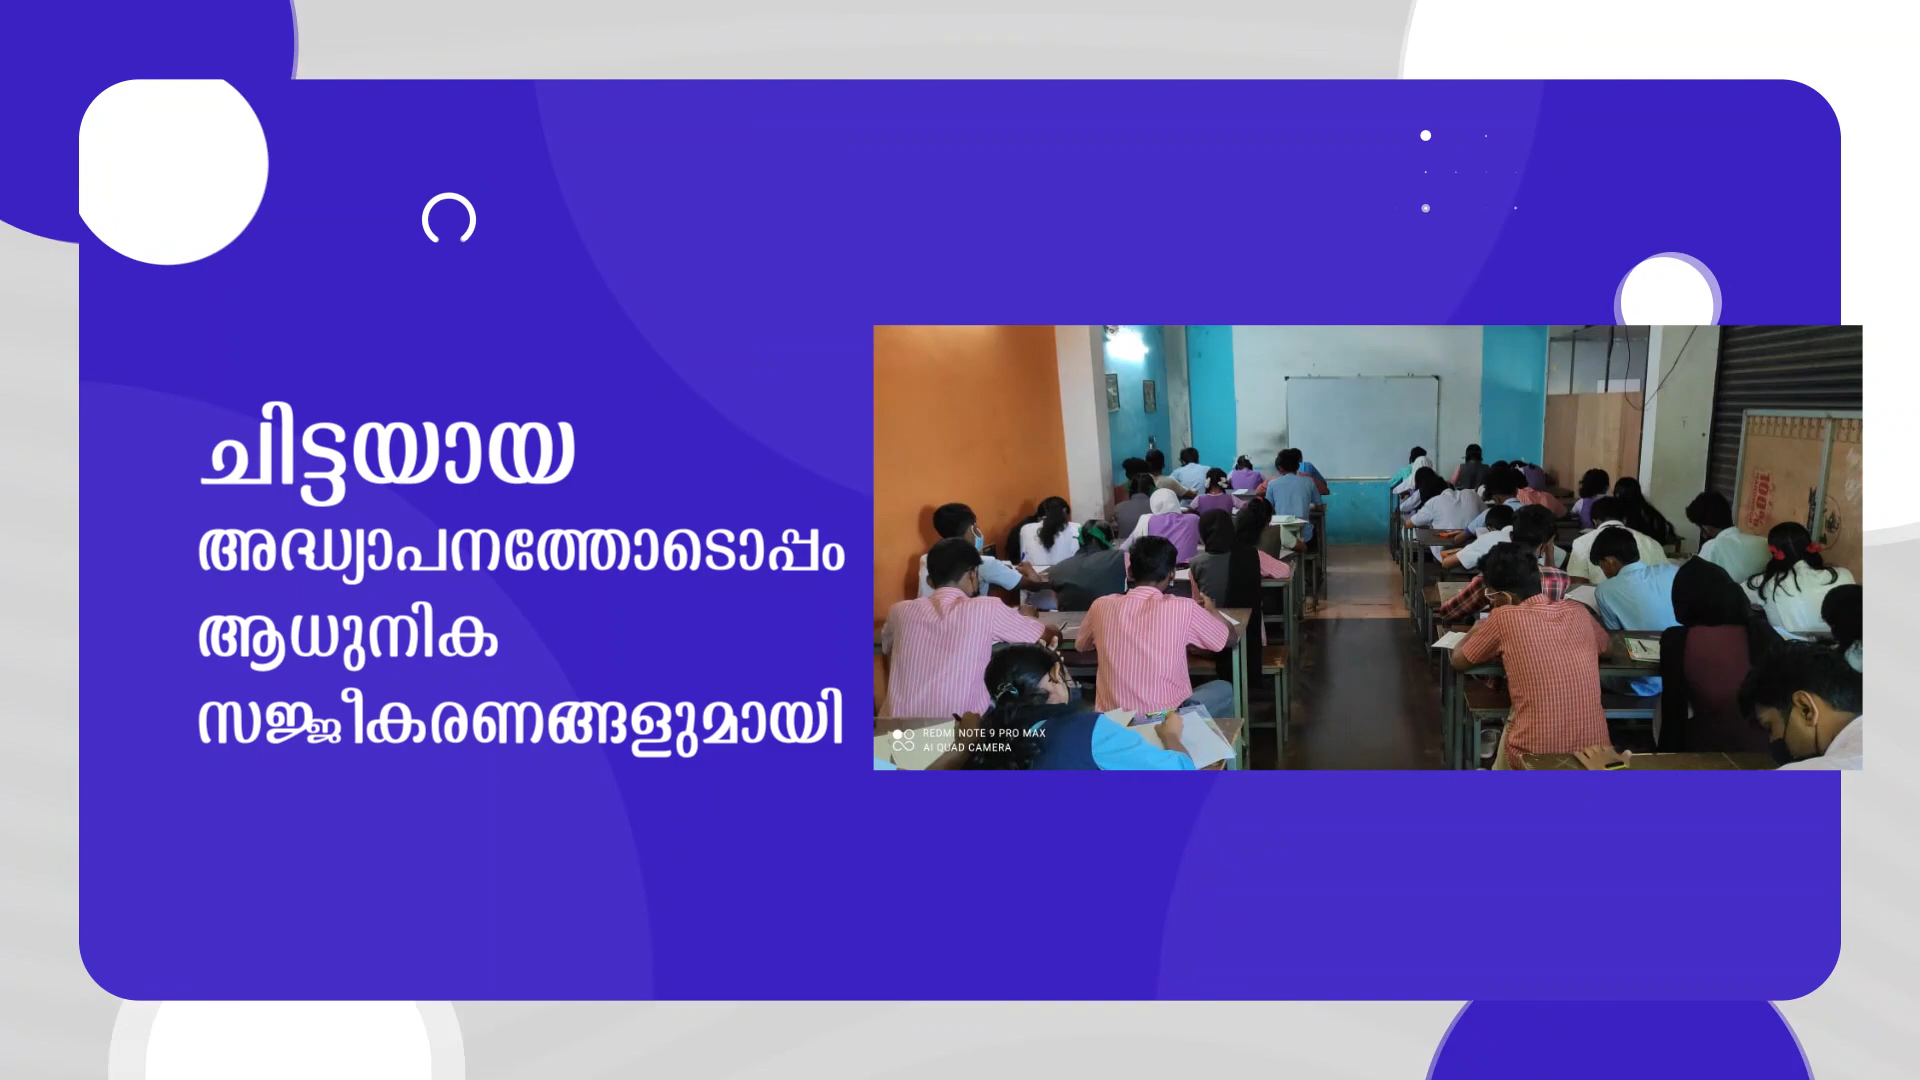 ചിട്ടയായ
അദ്ധ്യാപനത്തോടൊപ്പം
ആധുനിക
സജ്ജീകരണങ്ങളുമായി
REDMI NOTE 9 PRO MAX
AI QUAD CAMERA